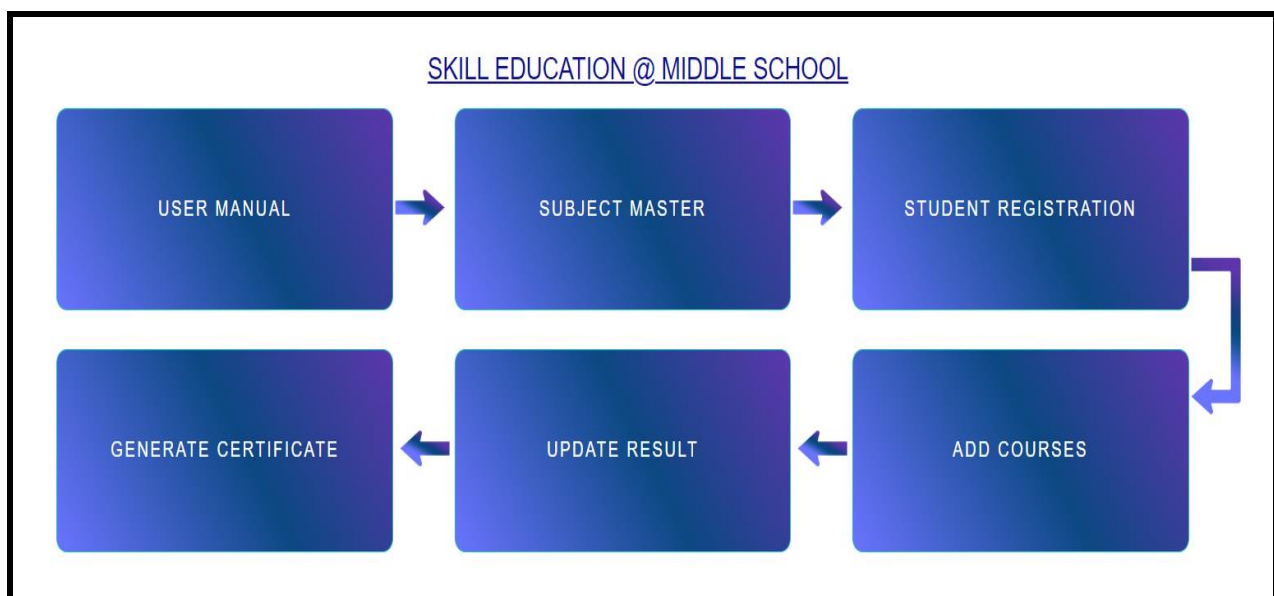 SKILL EDUCATION @ MIDDLE SCHOOL
USER MANUAL
SUBJECT MASTER
STUDENT REGISTRATION
ADD COURSES
UPDATE RESULT
GENERATE CERTIFICATE